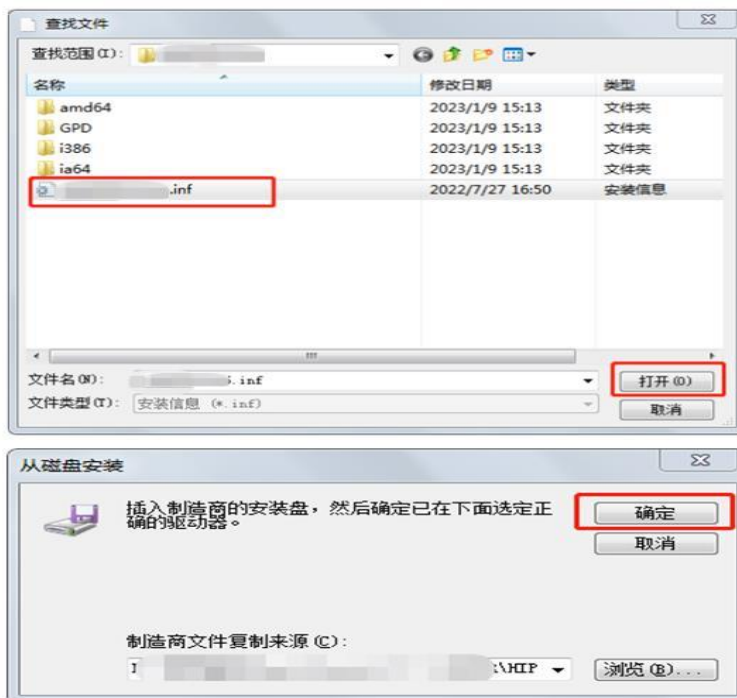 查找文件
查找范围(I):
名称 修改日期 类型
amd64 2023/1/9 15:13 文件夹
GPD 2023/1/9 15:13 文件夹
i386 2023/1/9 15:13 文件夹
ia64 2023/1/9 15:13 文件夹
.inf 2022/7/27 16:50 安装信息
文件名(N): .inf 打开(O)
文件类型(T): 安装信息 (*.inf) 取消
从磁盘安装
插入制造商的安装盘，然后确定已在下面选定正
确的驱动器。
确定
取消
制造商文件复制来源(C):
\HIP 浏览(B)...